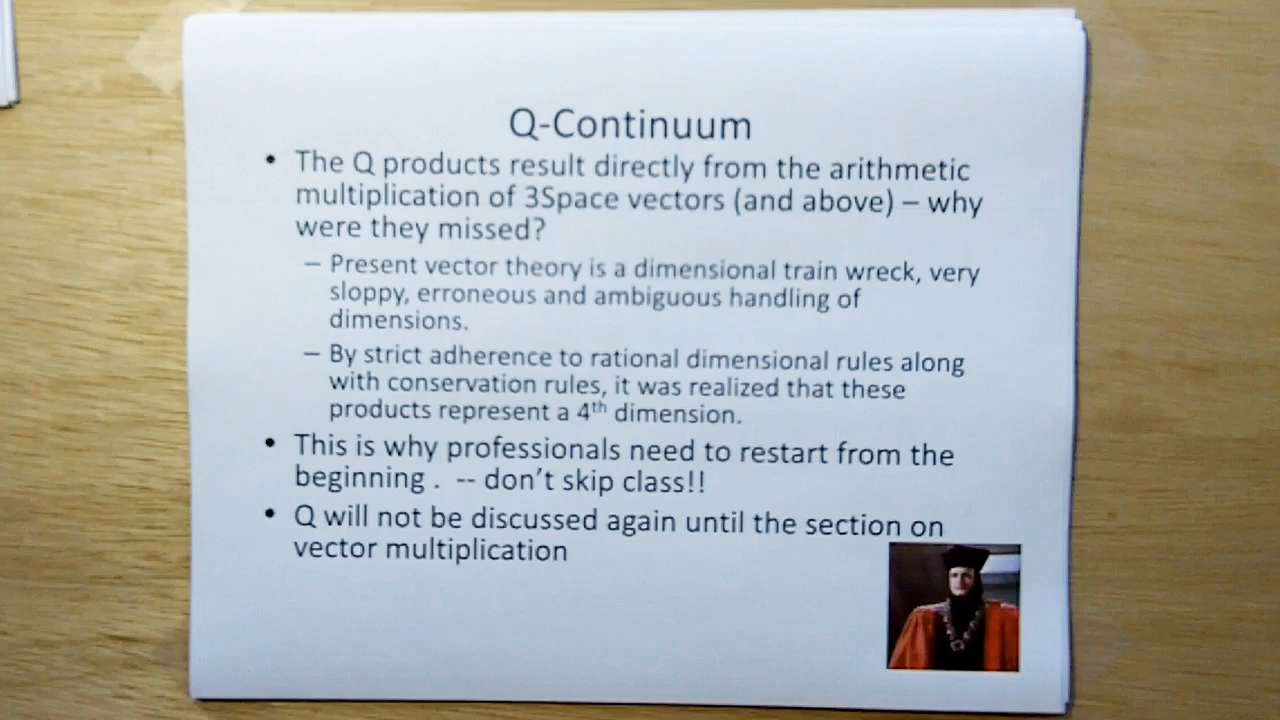 Q-Continuum
• The Q products result directly from the arithmetic
multiplication of 3Space vectors (and above) – why
were they missed?
– Present vector theory is a dimensional train wreck, very
sloppy, erroneous and ambiguous handling of
dimensions.
– By strict adherence to rational dimensional rules along
with conservation rules, it was realized that these
products represent a 4th dimension.
• This is why professionals need to restart from the
beginning .  -- don’t skip class!!
• Q will not be discussed again until the section on
vector multiplication